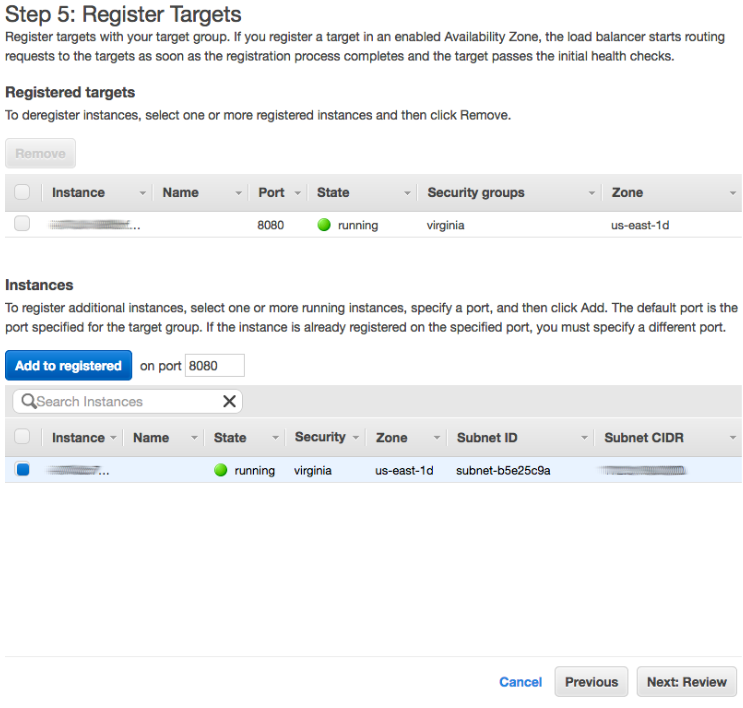 Step 5: Register Targets
Register targets with your target group. If you register a target in an enabled Availability Zone, the load balancer starts routing
requests to the targets as soon as the registration process completes and the target passes the initial health checks.
Registered targets
To deregister instances, select one or more registered instances and then click Remove.
Remove
Instance Name Port State Security groups Zone
... 8080 running virginia us-east-1d
Instances
To register additional instances, select one or more running instances, specify a port, and then click Add. The default port is the
port specified for the target group. If the instance is already registered on the specified port, you must specify a different port.
Add to registered on port 8080
Search Instances
Instance Name State Security Zone Subnet ID Subnet CIDR
... running virginia us-east-1d subnet-b5e25c9a
Cancel Previous Next: Review